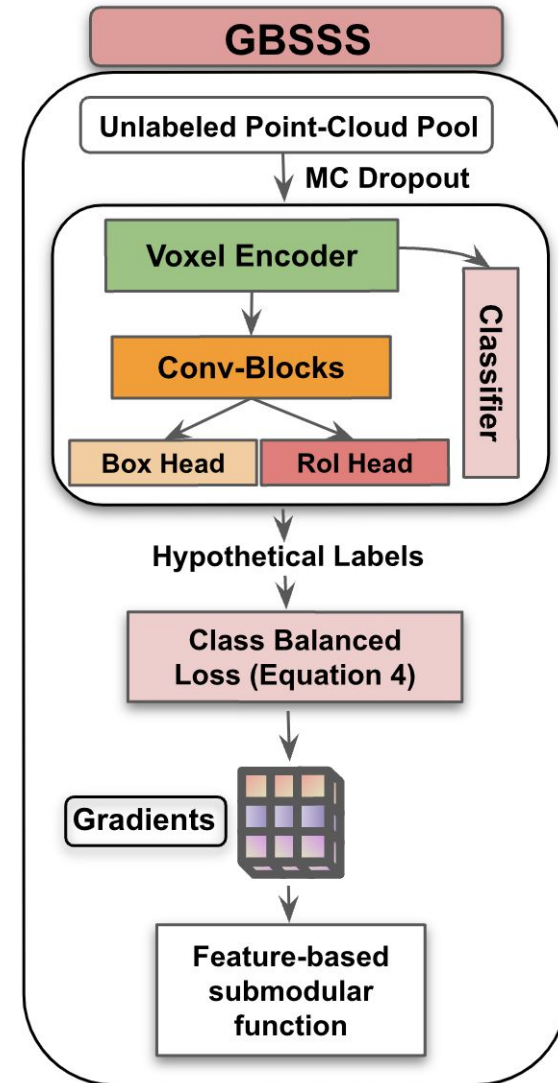 GBSSS
Unlabeled Point-Cloud Pool
MC Dropout
Voxel Encoder
Classifier
Conv-Blocks
Box Head
RoI Head
Hypothetical Labels
Class Balanced
Loss (Equation 4)
Gradients
Feature-based
submodular
function